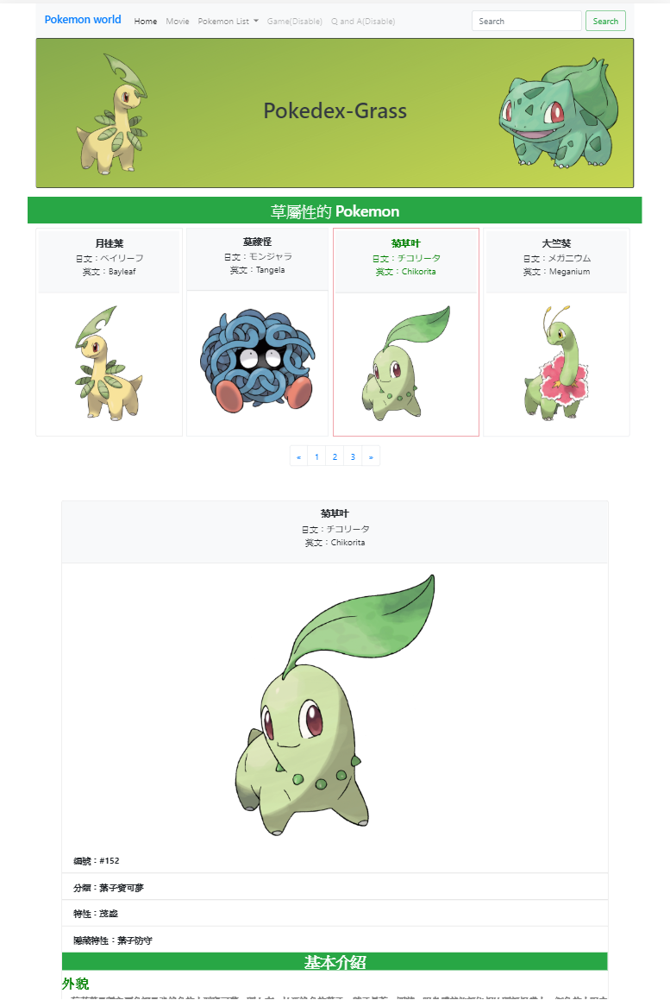 Pokemon world Home Movie Pokemon List Game(Disable) Q and A(Disable) Search Search
Pokedex-Grass
草屬性的 Pokemon
月桂葉
日文：ベイリーフ
英文：Bayleaf
蔓藤怪
日文：モンジャラ
英文：Tangela
菊草叶
日文：チコリータ
英文：Chikorita
大竺葵
日文：メガニウム
英文：Meganium
« 1 2 3 »
菊草叶
日文：チコリータ
英文：Chikorita
編號：#152
分類：葉子寶可夢
特性：茂盛
隱藏特性：葉子防守
基本介紹
外貌